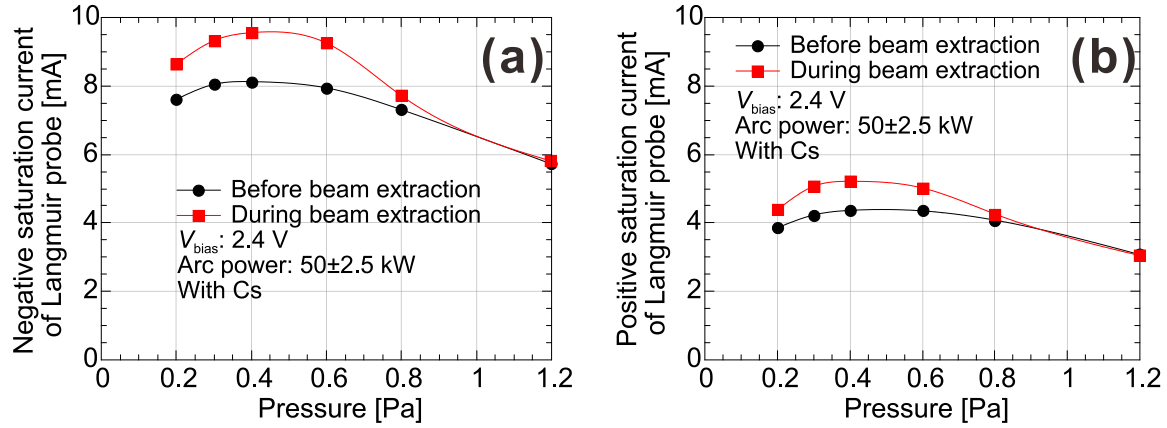 Negative saturation current
of Langmuir probe [mA]
10
8
6
4
2
0
(a)
Before beam extraction
During beam extraction
Vbias: 2.4 V
Arc power: 50±2.5 kW
With Cs
0 0.2 0.4 0.6 0.8 1 1.2
Pressure [Pa]
Positive saturation current
of Langmuir probe [mA]
10
8
6
4
2
0
(b)
Before beam extraction
During beam extraction
Vbias: 2.4 V
Arc power: 50±2.5 kW
With Cs
0 0.2 0.4 0.6 0.8 1 1.2
Pressure [Pa]